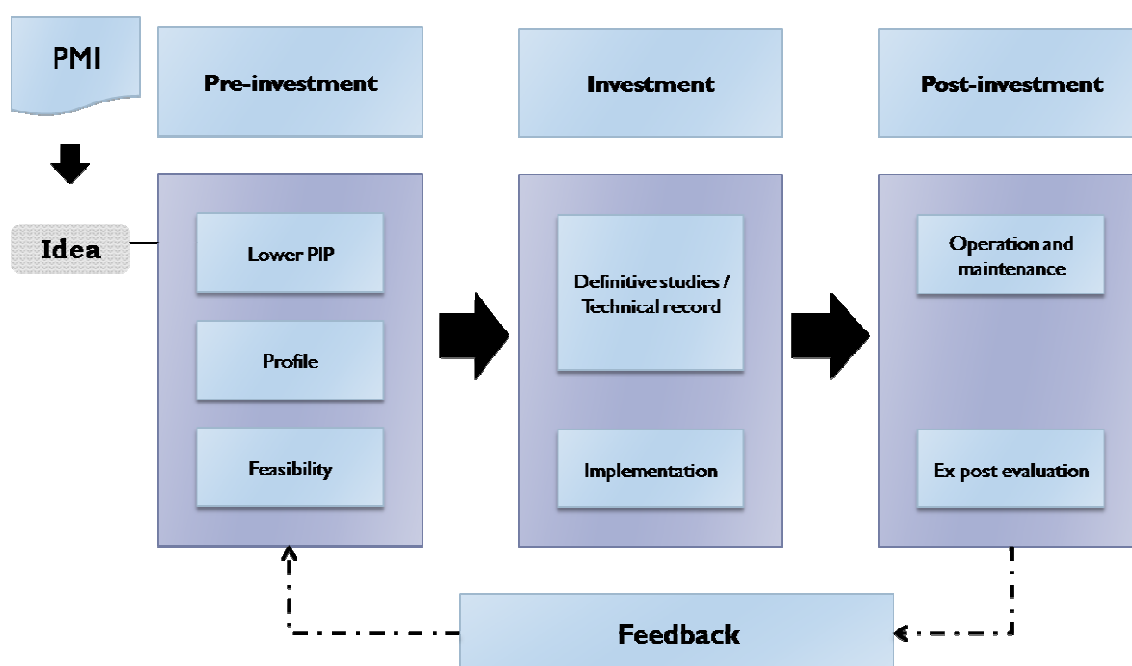 PMI
Pre-investment
Investment
Post-investment
Idea
Lower PIP
Profile
Feasibility
Definitive studies /
Technical record
Implementation
Operation and
maintenance
Ex post evaluation
Feedback